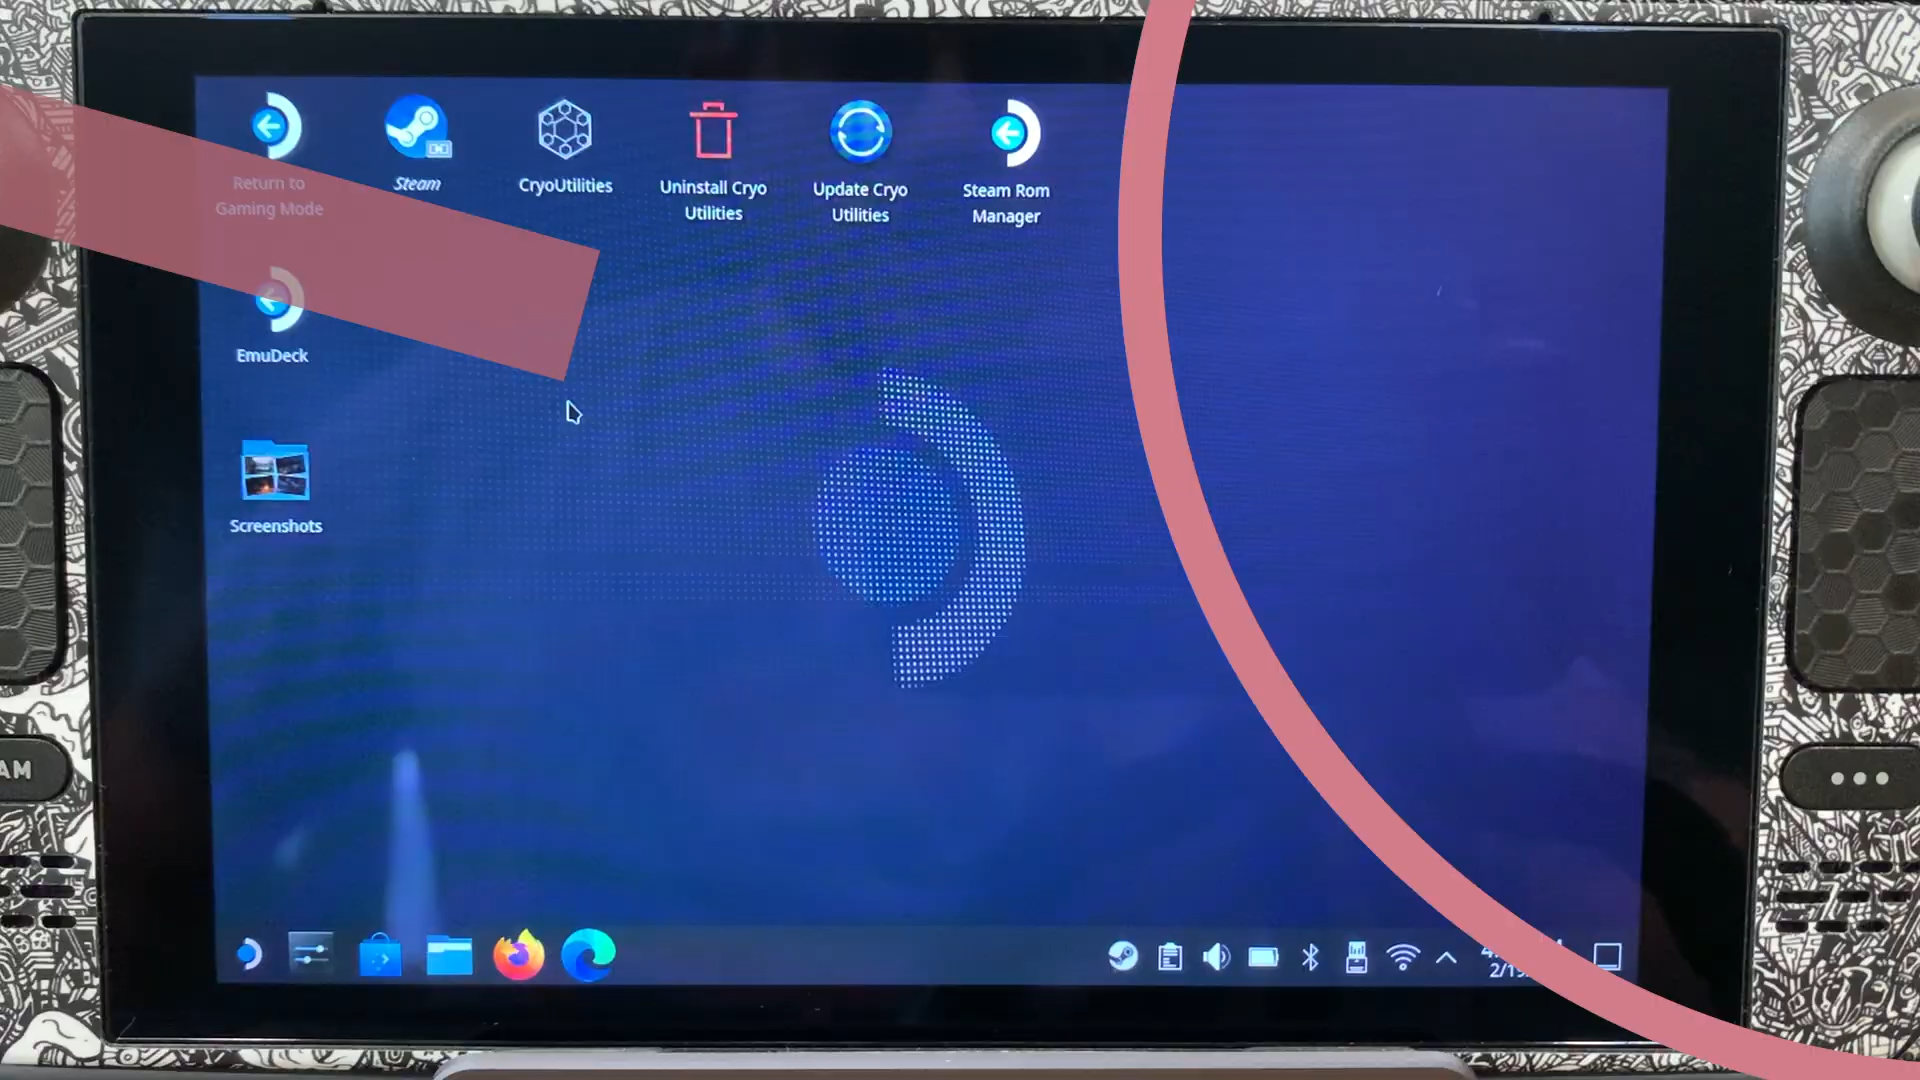 Return to
Gaming Mode
Steam
CryoUtilities
Uninstall Cryo
Utilities
Update Cryo
Utilities
Steam Rom
Manager
EmuDeck
Screenshots
AM